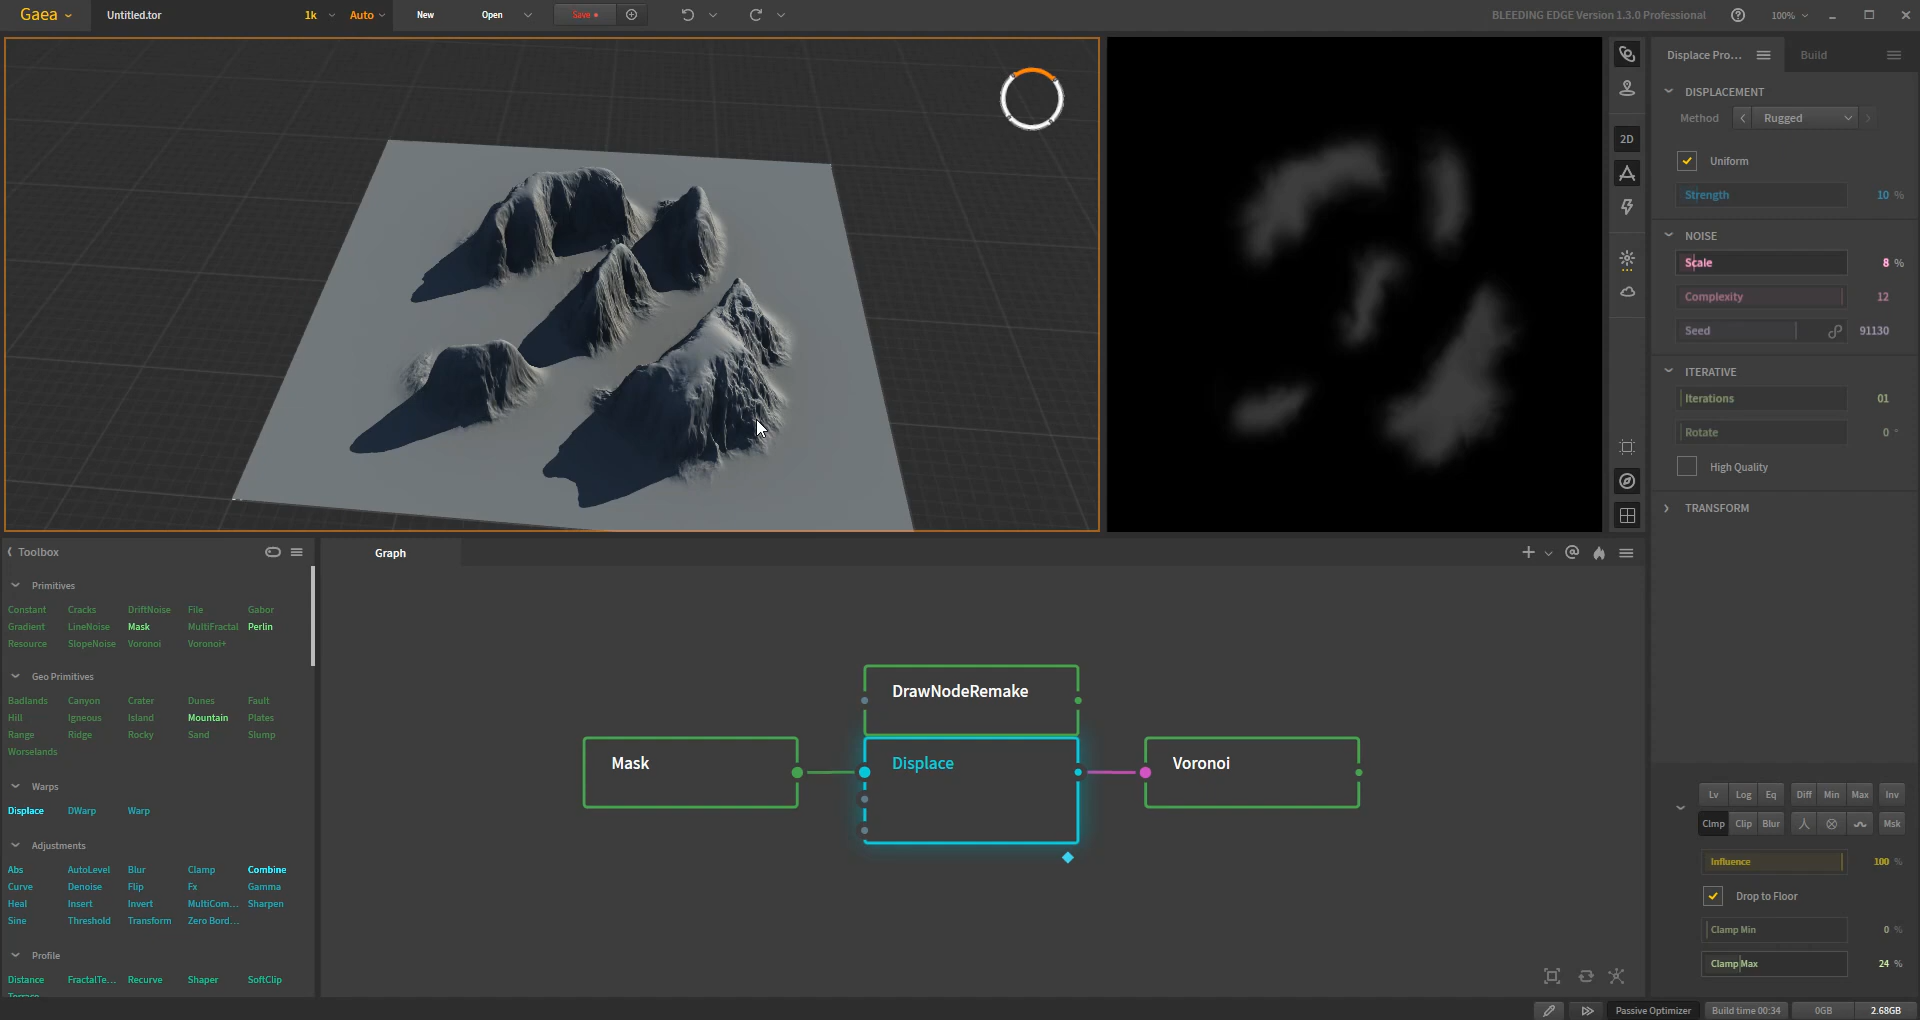 Gaea
Untitled.tor
1k
Auto
New
Open
Save
BLEEDING EDGE Version 1.3.0 Professional
100%
2D
Displace Pro...
Build
DISPLACEMENT
Method
Rugged
Uniform
Strength 10 %
NOISE
Scale 8 %
Complexity 12
Seed 91130
ITERATIVE
Iterations 01
Rotate 0 °
High Quality
TRANSFORM
Toolbox
Primitives
Constant Cracks DriftNoise File Gabor
Gradient LineNoise Mask MultiFractal Perlin
Resource SlopeNoise Voronoi Voronoi+
Geo Primitives
Badlands Canyon Crater Dunes Fault
Hill Igneous Island Mountain Plates
Range Ridge Rocky Sand Slump
Worselands
Warps
Displace DWarp Warp
Adjustments
Abs AutoLevel Blur Clamp Combine
Curve Denoise Flip Fx Gamma
Heal Insert Invert MultiCom... Sharpen
Sine Threshold Transform Zero Bord...
Profile
Distance FractalTe... Recurve Shaper SoftClip
Terrace
Graph
DrawNodeRemake
Mask
Displace
Voronoi
Lv Log Eq Diff Min Max Inv
Clmp Clip Blur Msk
Influence 100 %
Drop to Floor
Clamp Min 0 %
Clamp Max 24 %
Passive Optimizer
Build time 00:34
0GB
2.68GB